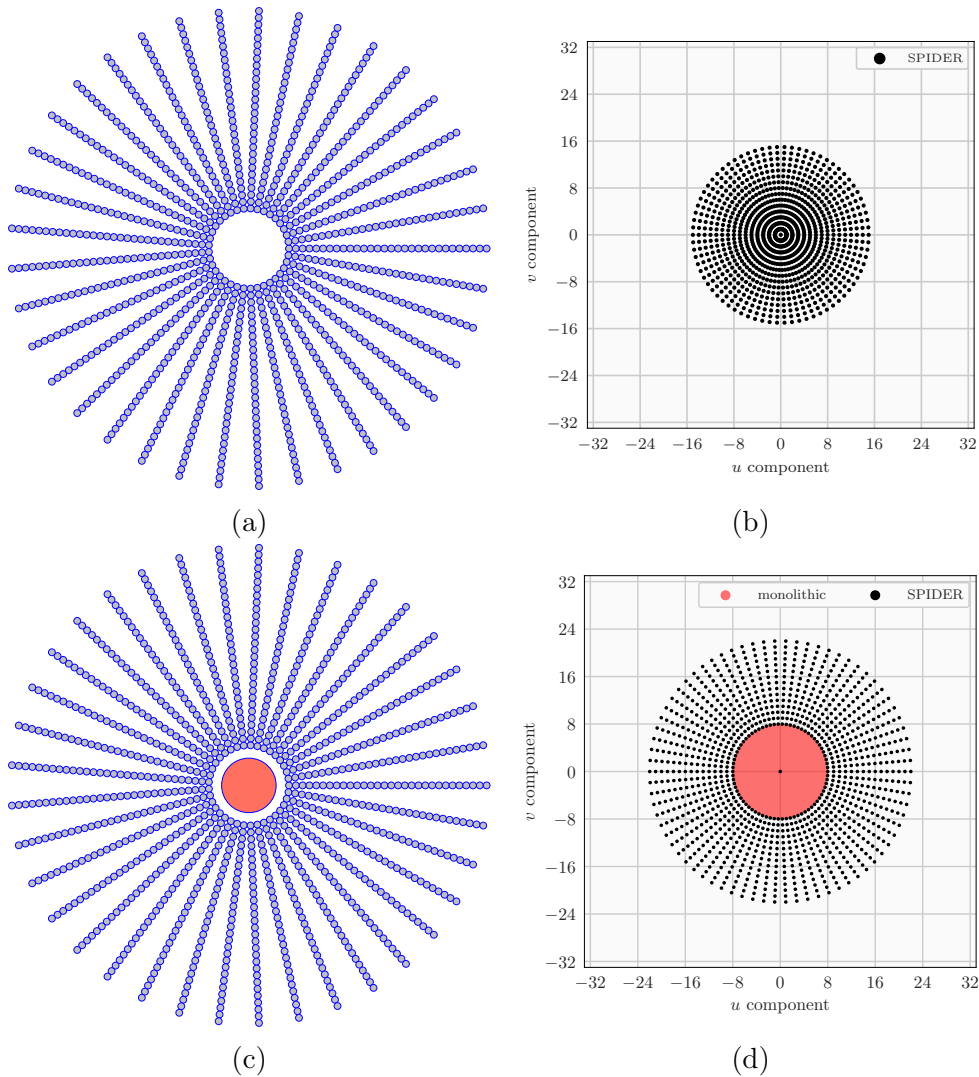 (a)
SPIDER
32
24
16
8
0
−8
−16
−24
−32
v component
−32 −24 −16 −8 0 8 16 24 32
u component
(b)
(c)
monolithic SPIDER
32
24
16
8
0
−8
−16
−24
−32
v component
−32 −24 −16 −8 0 8 16 24 32
u component
(d)